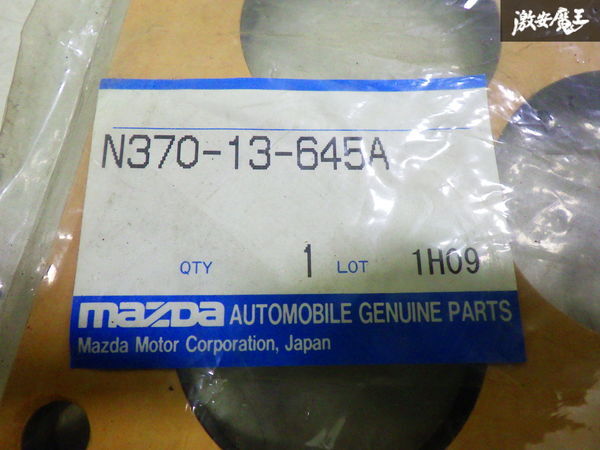 激安魔王
N370-13-645A
QTY 1 LOT 1H09
mazda AUTOMOBILE GENUINE PARTS
Mazda Motor Corporation, Japan